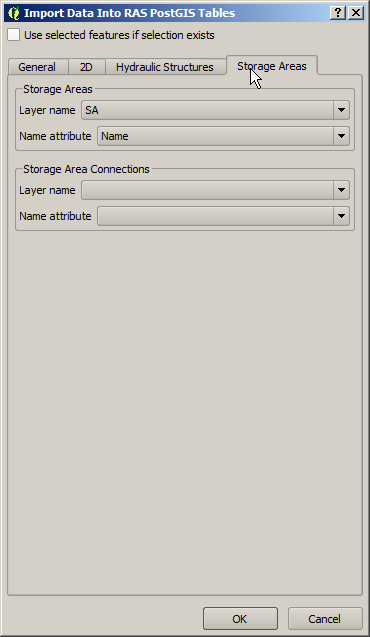 Import Data Into RAS PostGIS Tables
Use selected features if selection exists
General 2D Hydraulic Structures Storage Areas
Storage Areas
Layer name SA
Name attribute Name
Storage Area Connections
Layer name
Name attribute
OK Cancel